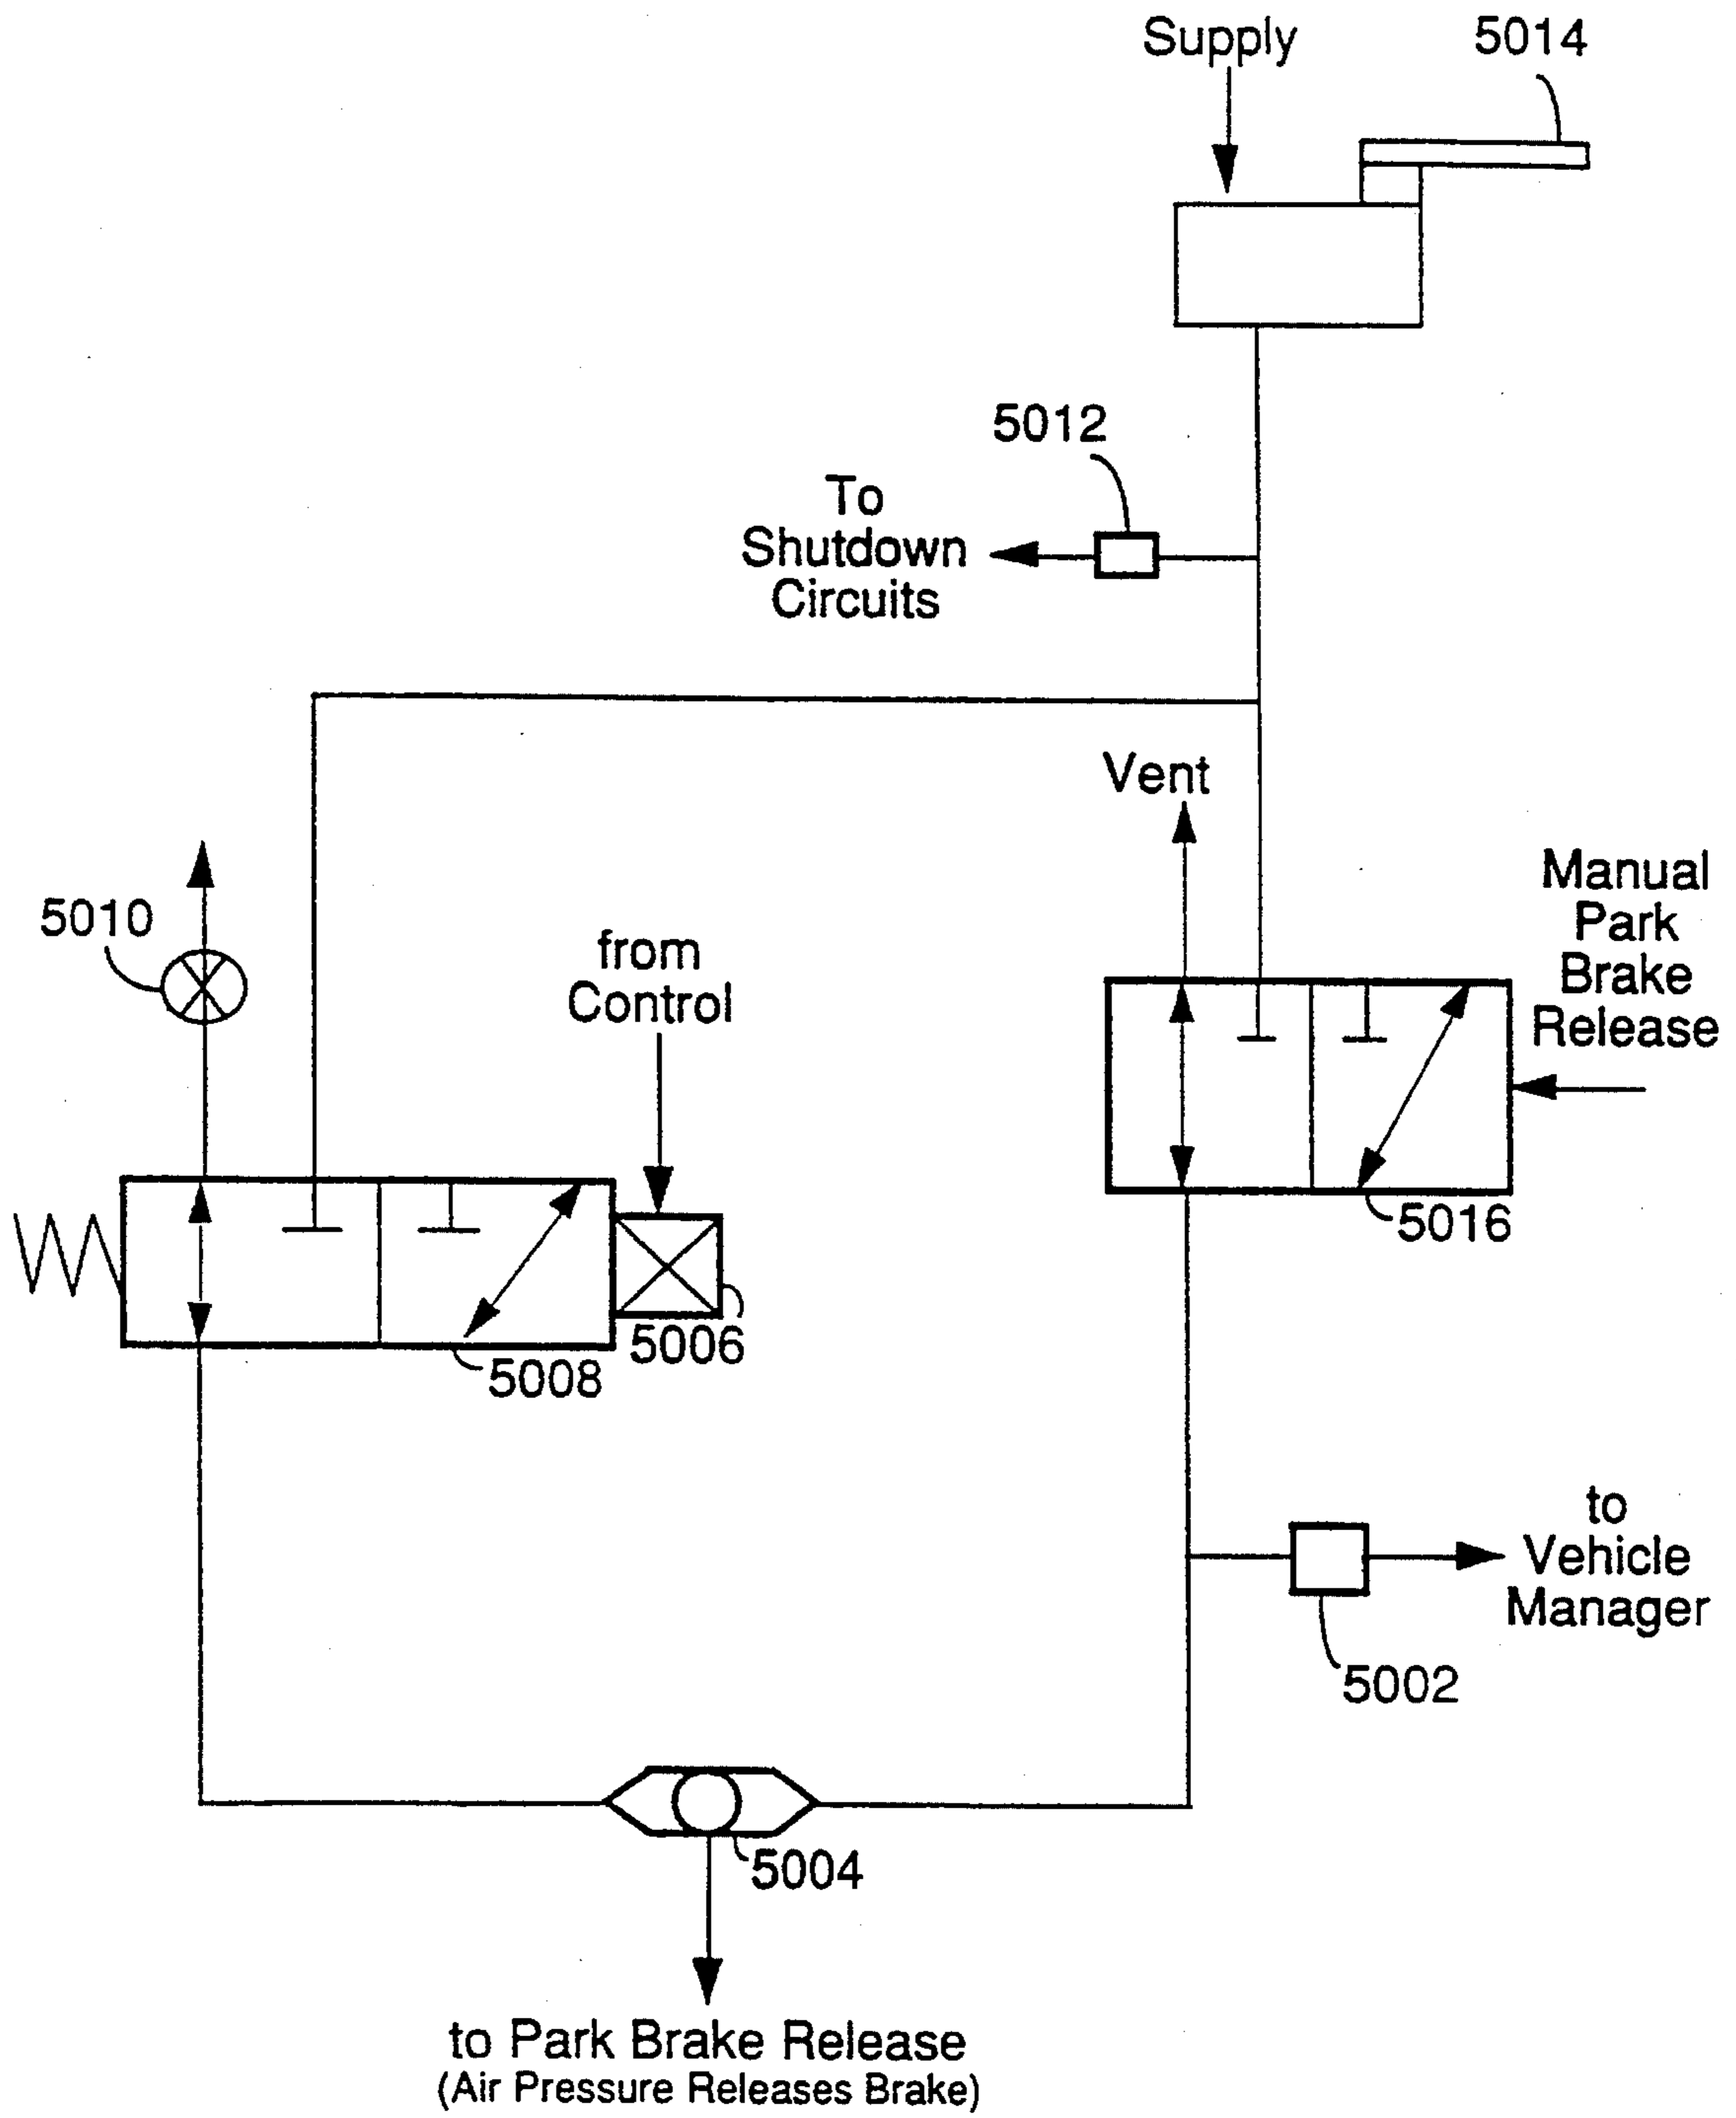 Supply
5014
5012
To
Shutdown
Circuits
Vent
Manual
Park
Brake
Release
5010
from
Control
5016
5006
5008
to
Vehicle
Manager
5002
5004
to Park Brake Release
(Air Pressure Releases Brake)